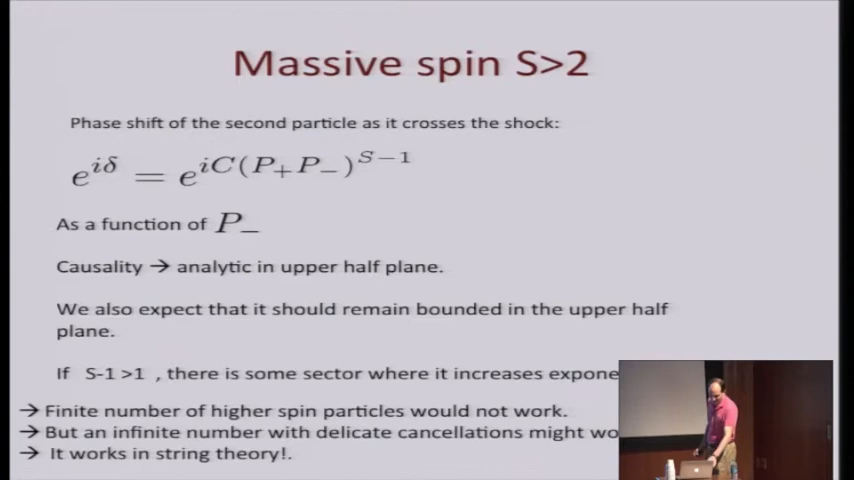 Massive spin S>2
Phase shift of the second particle as it crosses the shock:
e^{iδ} = e^{iC(P_+P_-)^{S-1}}
As a function of P_-
Causality → analytic in upper half plane.
We also expect that it should remain bounded in the upper half
plane.
If S-1 >1 , there is some sector where it increases
→ Finite number of higher spin particles would not work.
→ But an infinite number with delicate cancellations might
→ It works in string theory!.